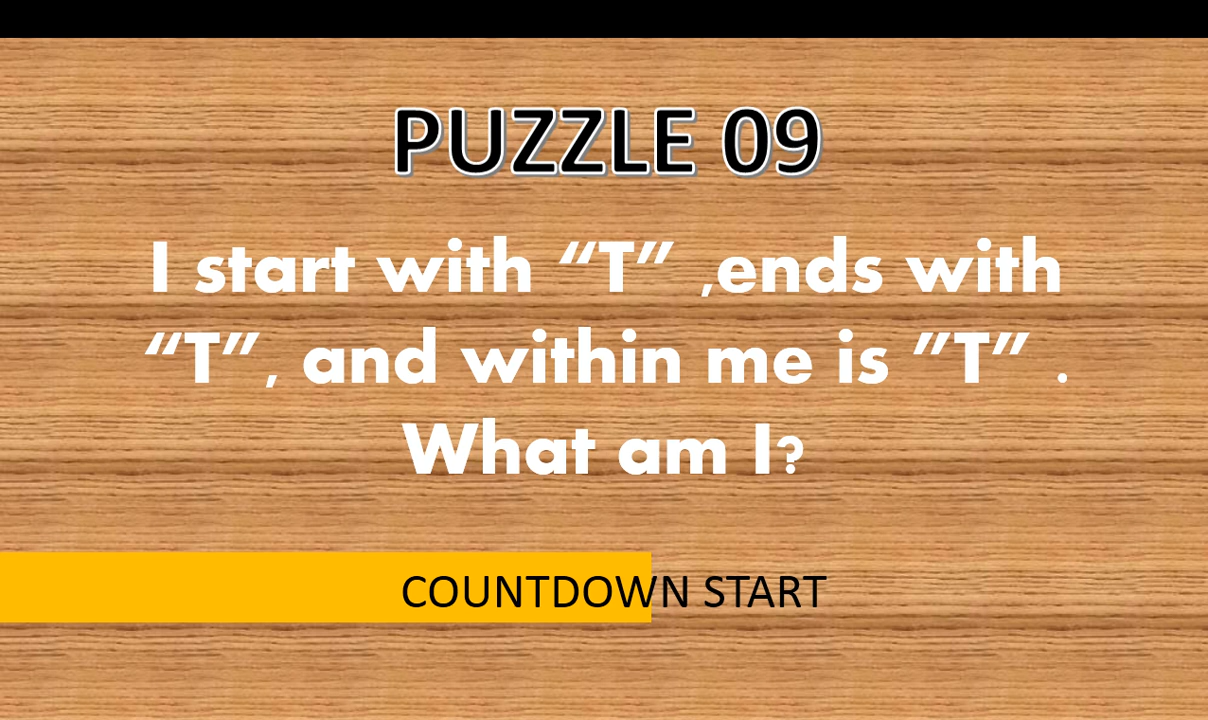 PUZZLE 09
I start with “T” ,ends with
“T”, and within me is ”T” .
What am I?
COUNTDOWN START